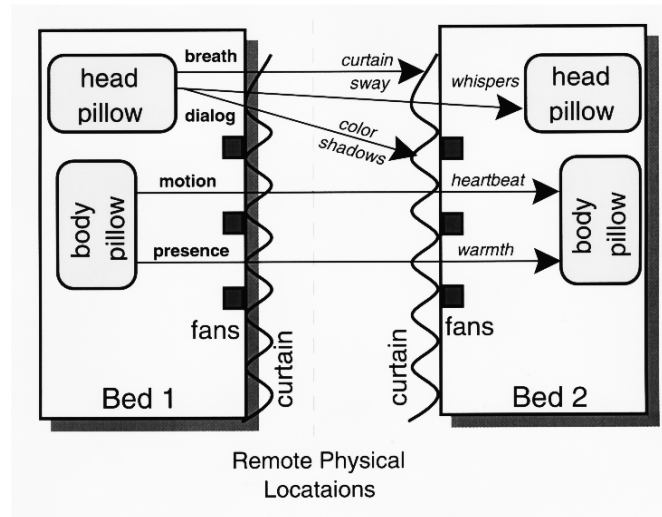 breath
head
pillow
dialog
curtain
sway
whispers
color
shadows
head
pillow
motion
heartbeat
body
pillow
presence
warmth
body
pillow
fans
curtain
curtain
fans
Bed 1
Bed 2
Remote Physical
Locataions